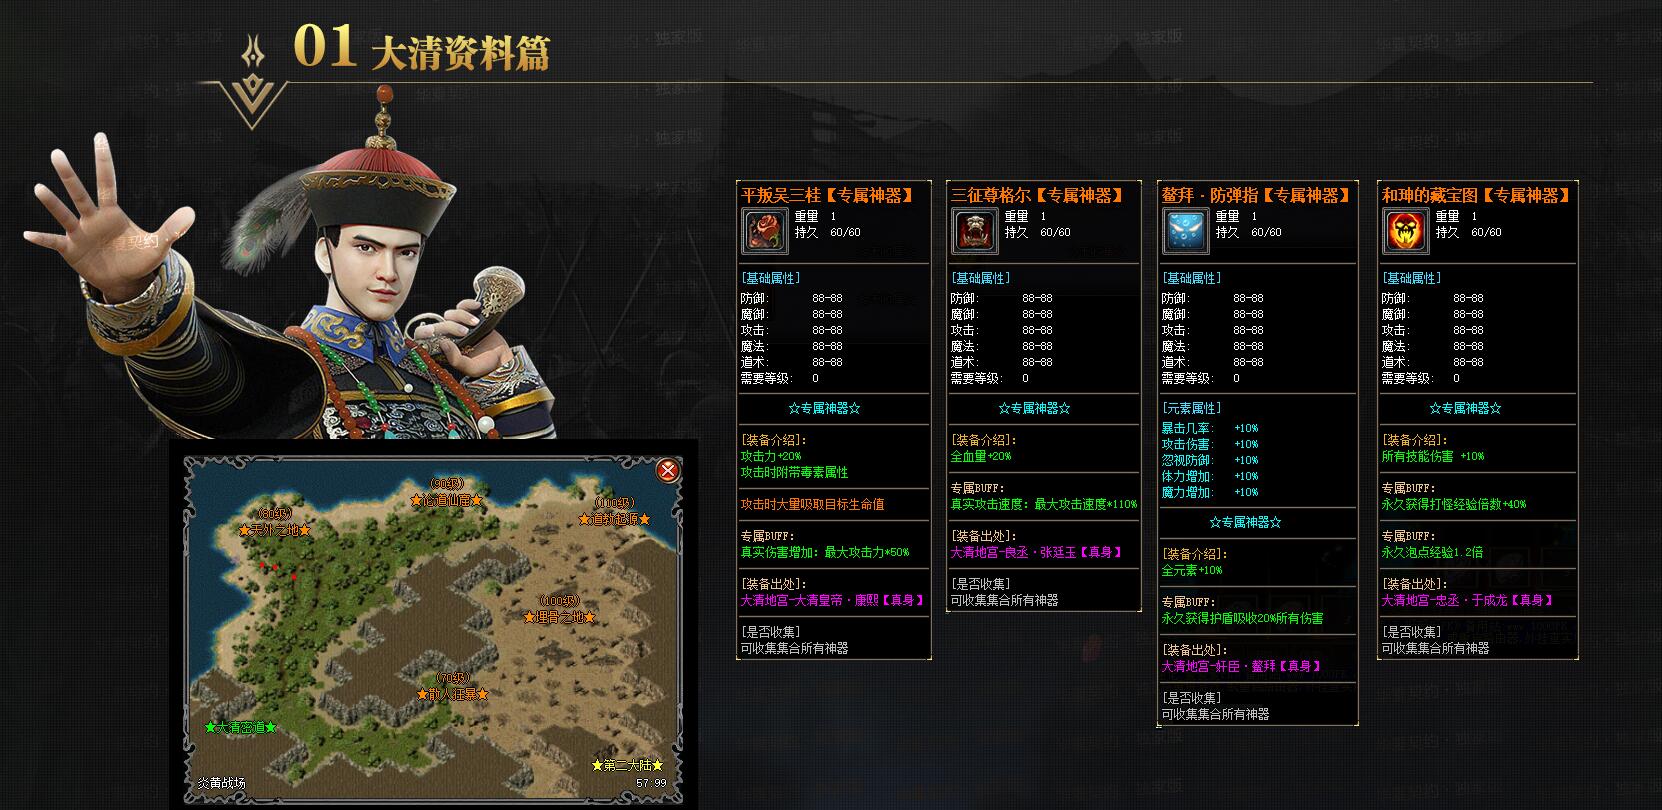 01 大清资料篇
平叛吴三桂【专属神器】
重量 1
持久 60/60
[基础属性]
防御: 88-88
魔御: 88-88
攻击: 88-88
魔法: 88-88
道术: 88-88
需要等级: 0
☆专属神器☆
[装备介绍]:
攻击力+20%
攻击时附带毒素属性
攻击时大量吸取目标生命值
专属BUFF:
真实伤害增加: 最大攻击力*50%
[装备出处]:
大清地宫-大清皇帝·康熙【真身】
[是否收集]
可收集集合所有神器
三征尊格尔【专属神器】
重量 1
持久 60/60
[基础属性]
防御: 88-88
魔御: 88-88
攻击: 88-88
魔法: 88-88
道术: 88-88
需要等级: 0
☆专属神器☆
[装备介绍]:
全血量+20%
专属BUFF:
真实攻击速度: 最大攻击速度*110%
[装备出处]:
大清地宫-良丞·张廷玉【真身】
[是否收集]
可收集集合所有神器
鳌拜·防弹指【专属神器】
重量 1
持久 60/60
[基础属性]
防御: 88-88
魔御: 88-88
攻击: 88-88
魔法: 88-88
道术: 88-88
需要等级: 0
[元素属性]
暴击几率: +10%
攻击伤害: +10%
忽视防御: +10%
体力增加: +10%
魔力增加: +10%
☆专属神器☆
[装备介绍]:
全元素+10%
专属BUFF:
永久获得护盾吸收20%所有伤害
[装备出处]:
大清地宫-奸臣·鳌拜【真身】
[是否收集]
可收集集合所有神器
和珅的藏宝图【专属神器】
重量 1
持久 60/60
[基础属性]
防御: 88-88
魔御: 88-88
攻击: 88-88
魔法: 88-88
道术: 88-88
需要等级: 0
☆专属神器☆
[装备介绍]:
所有技能伤害 +10%
专属BUFF:
永久获得打怪经验倍数+40%
专属BUFF:
永久泡点经验1.2倍
[装备出处]:
大清地宫-忠丞·于成龙【真身】
[是否收集]
可收集集合所有神器
(90级)
★沁道仙窟★
(110级)
★道教起源★
(80级)
★天外之地★
(100级)
★埋骨之地★
(70级)
★散人狂暴★
★大清密道★
★第二大陆★
炎黄战场
57:99